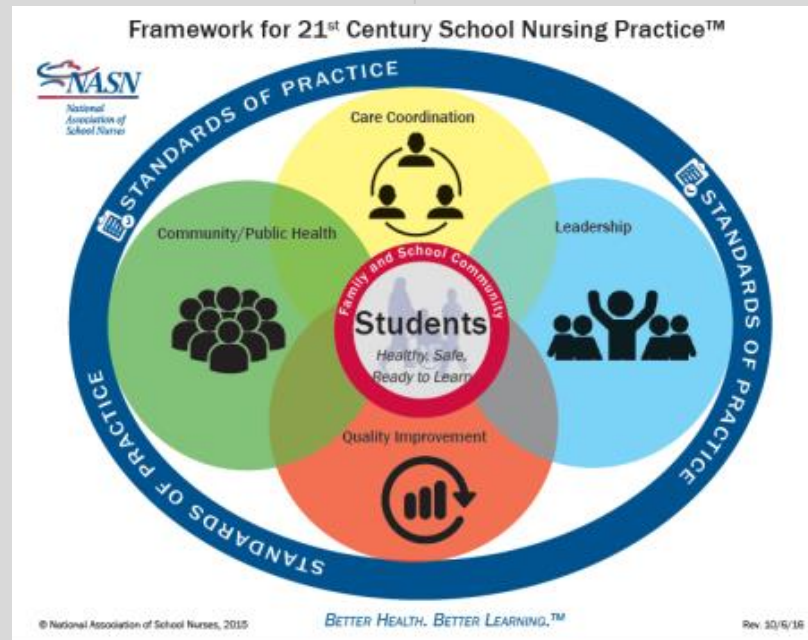 Framework for 21st Century School Nursing Practice™
NASN
National
Association of
School Nurses
STANDARDS OF PRACTICE
STANDARDS OF PRACTICE
STANDARDS OF PRACTICE
Care Coordination
Community/Public Health
Leadership
Family and School Community
Students
Healthy, Safe,
Ready to Learn
Quality Improvement
© National Association of School Nurses, 2015
BETTER HEALTH. BETTER LEARNING.™
Rev. 10/6/16